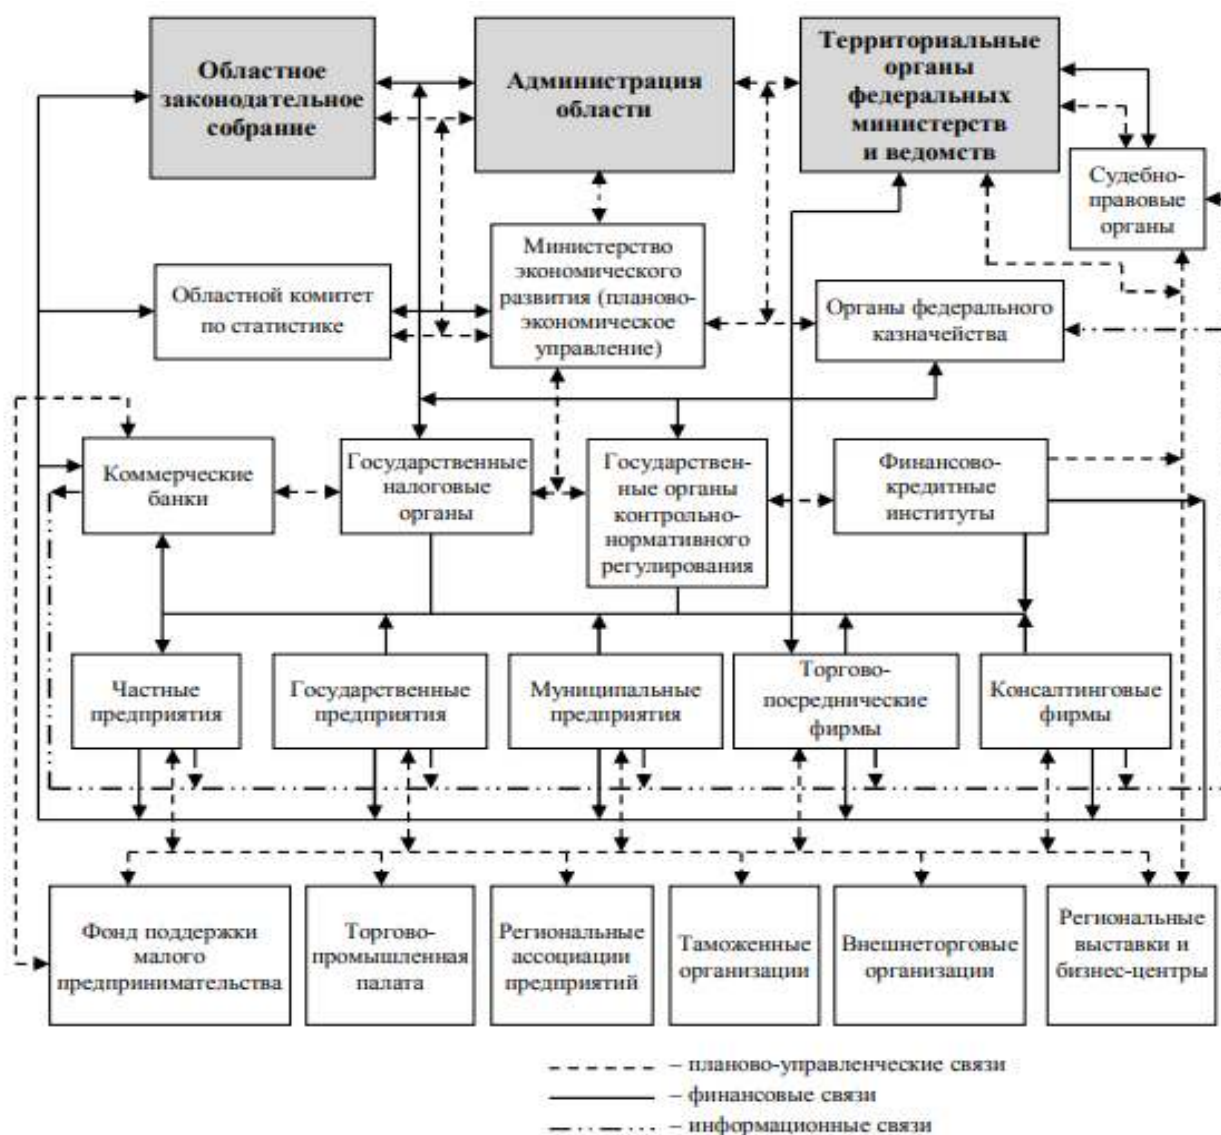 Областное
законодательное
собрание
Администрация
области
Территориальные
органы
федеральных
министерств
и ведомств
Судебно-
правовые
органы
Министерство
экономического
развития (планово-
экономическое
управление)
Областной комитет
по статистике
Органы федерального
казначейства
Коммерческие
банки
Государственные
налоговые
органы
Государствен-
ные органы
контрольно-
нормативного
регулирования
Финансово-
кредитные
институты
Частные
предприятия
Государственные
предприятия
Муниципальные
предприятия
Торгово-
посреднические
фирмы
Консалтинговые
фирмы
Фонд поддержки
малого
предпринимательства
Торгово-
промышленная
палата
Региональные
ассоциации
предприятий
Таможенные
организации
Внешнеторговые
организации
Региональные
выставки и
бизнес-центры
– планово-управленческие связи
– финансовые связи
– информационные связи